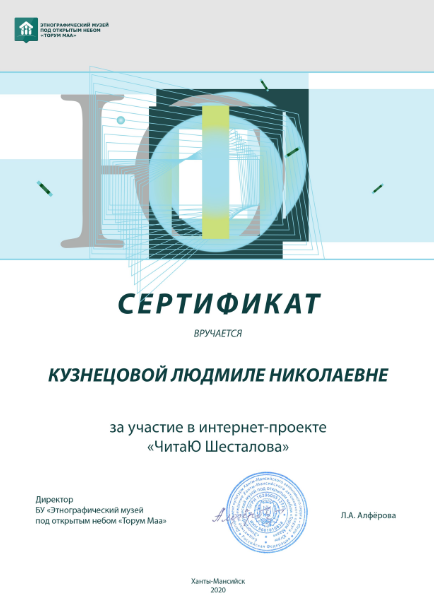 ЭТНОГРАФИЧЕСКИЙ МУЗЕЙ
ПОД ОТКРЫТЫМ НЕБОМ
«ТОРУМ МАА»
Ю
СЕРТИФИКАТ
ВРУЧАЕТСЯ
КУЗНЕЦОВОЙ ЛЮДМИЛЕ НИКОЛАЕВНЕ
за участие в интернет-проекте
«ЧитаЮ Шесталова»
Директор
БУ «Этнографический музей
под открытым небом «Торум Маа»
Л.А. Алфёрова
Ханты-Мансийск
2020